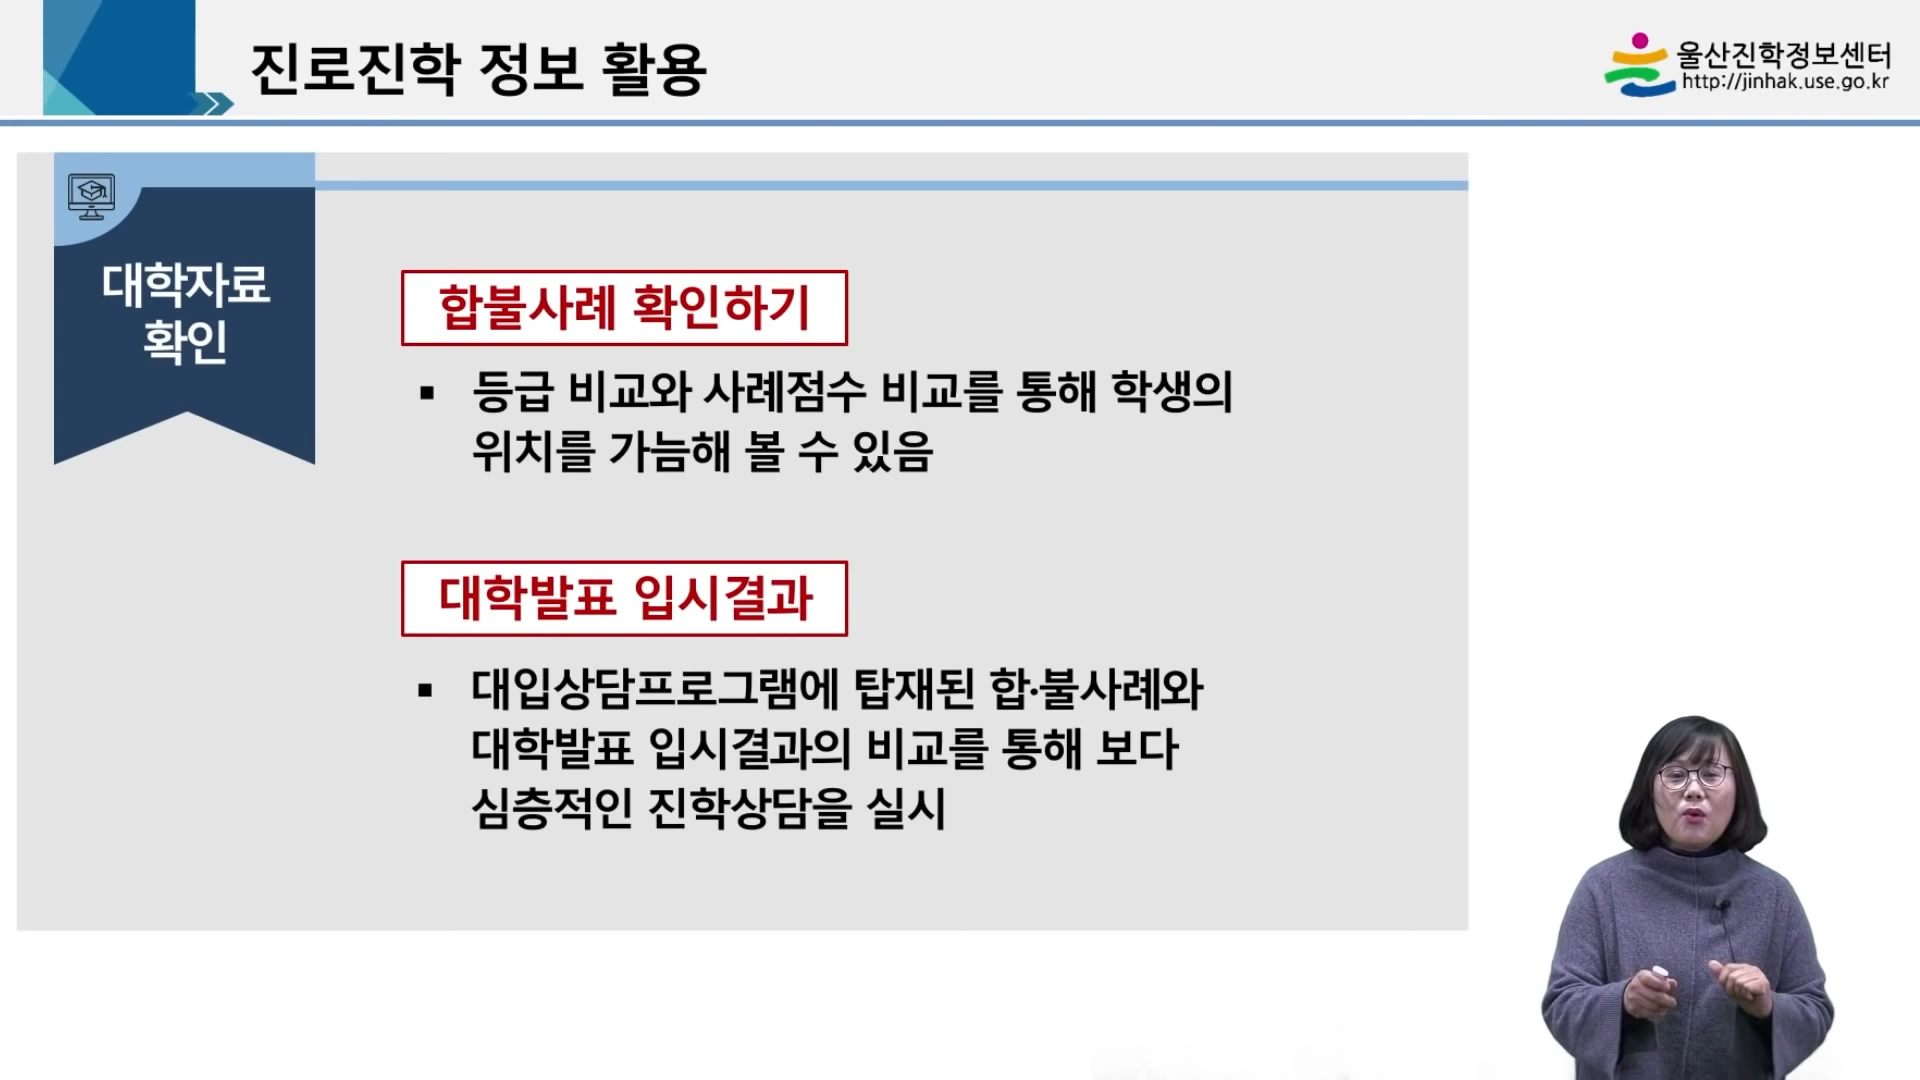 진로진학 정보 활용
울산진학정보센터
http://jinhak.use.go.kr
대학자료
확인
합불사례 확인하기
▪ 등급 비교와 사례점수 비교를 통해 학생의
위치를 가늠해 볼 수 있음
대학발표 입시결과
▪ 대입상담프로그램에 탑재된 합·불사례와
대학발표 입시결과의 비교를 통해 보다
심층적인 진학상담을 실시